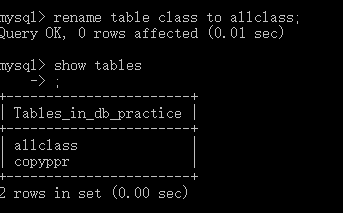 mysql> rename table class to allclass;
Query OK, 0 rows affected (0.01 sec)
mysql> show tables
    -> ;
+-----------------------+
| Tables_in_db_practice |
+-----------------------+
| allclass              |
| copyppr               |
+-----------------------+
2 rows in set (0.00 sec)